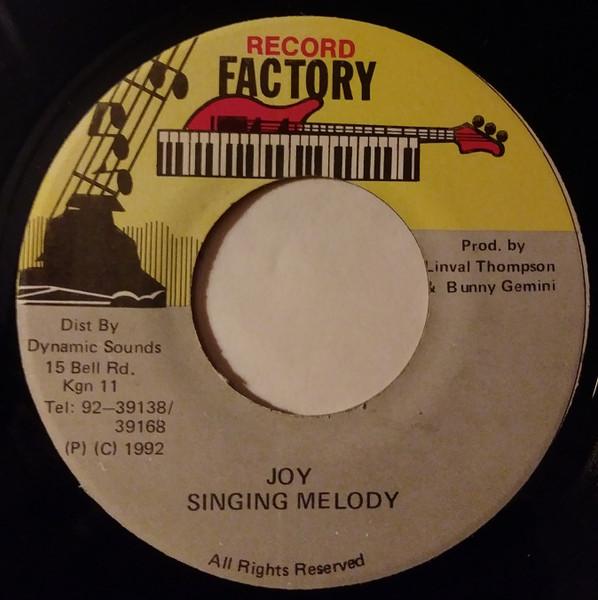 RECORD
FACTORY
Prod. by
Linval Thompson
& Bunny Gemini
Dist By
Dynamic Sounds
15 Bell Rd.
Kgn 11
Tel: 92—39138/
39168
(P) (C) 1992
JOY
SINGING MELODY
All Rights Reserved